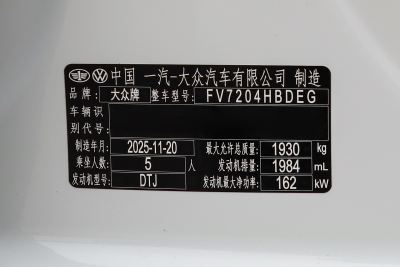 中国 一汽-大众汽车有限公司 制造
品牌: 大众牌 整车型号: FV7204HBDEG
车辆识
别代号:
制造年月: 2025-11-20 最大允许总质量: 1930 kg
乘坐人数: 5 人 发动机排量: 1984 mL
发动机型号: DTJ 发动机最大净功率: 162 kW